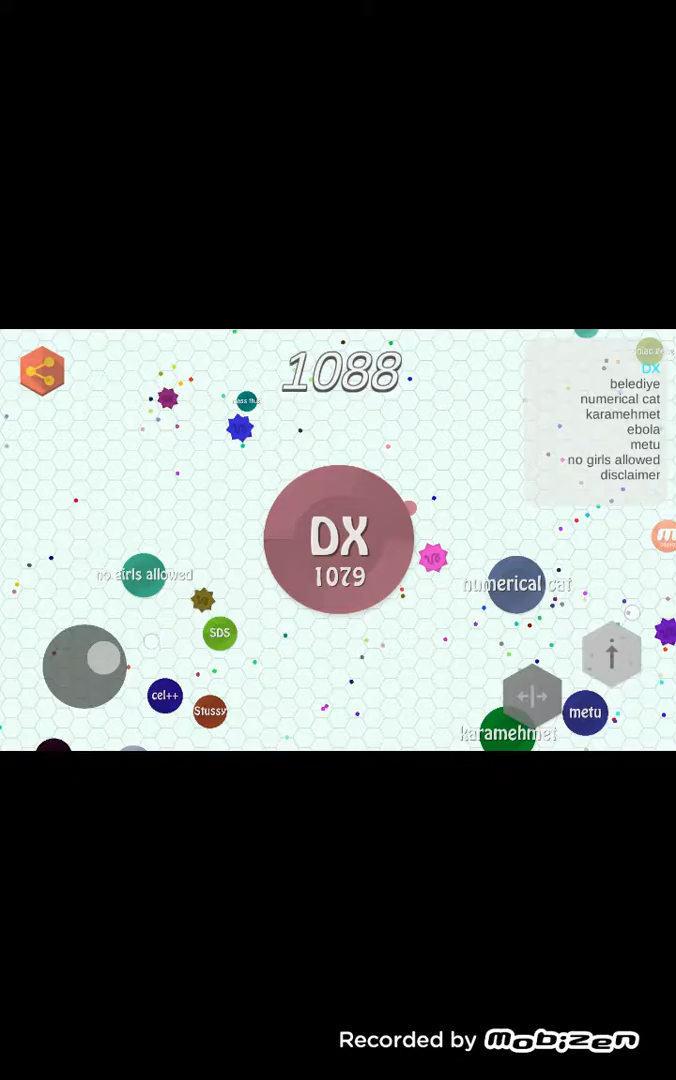 1088
DX
belediye
numerical cat
karamehmet
ebola
metu
no girls allowed
disclaimer
DX
1079
no girls allowed
numerical cat
SDS
cel++
Stussy
metu
karamehmet
Recorded by mobizen